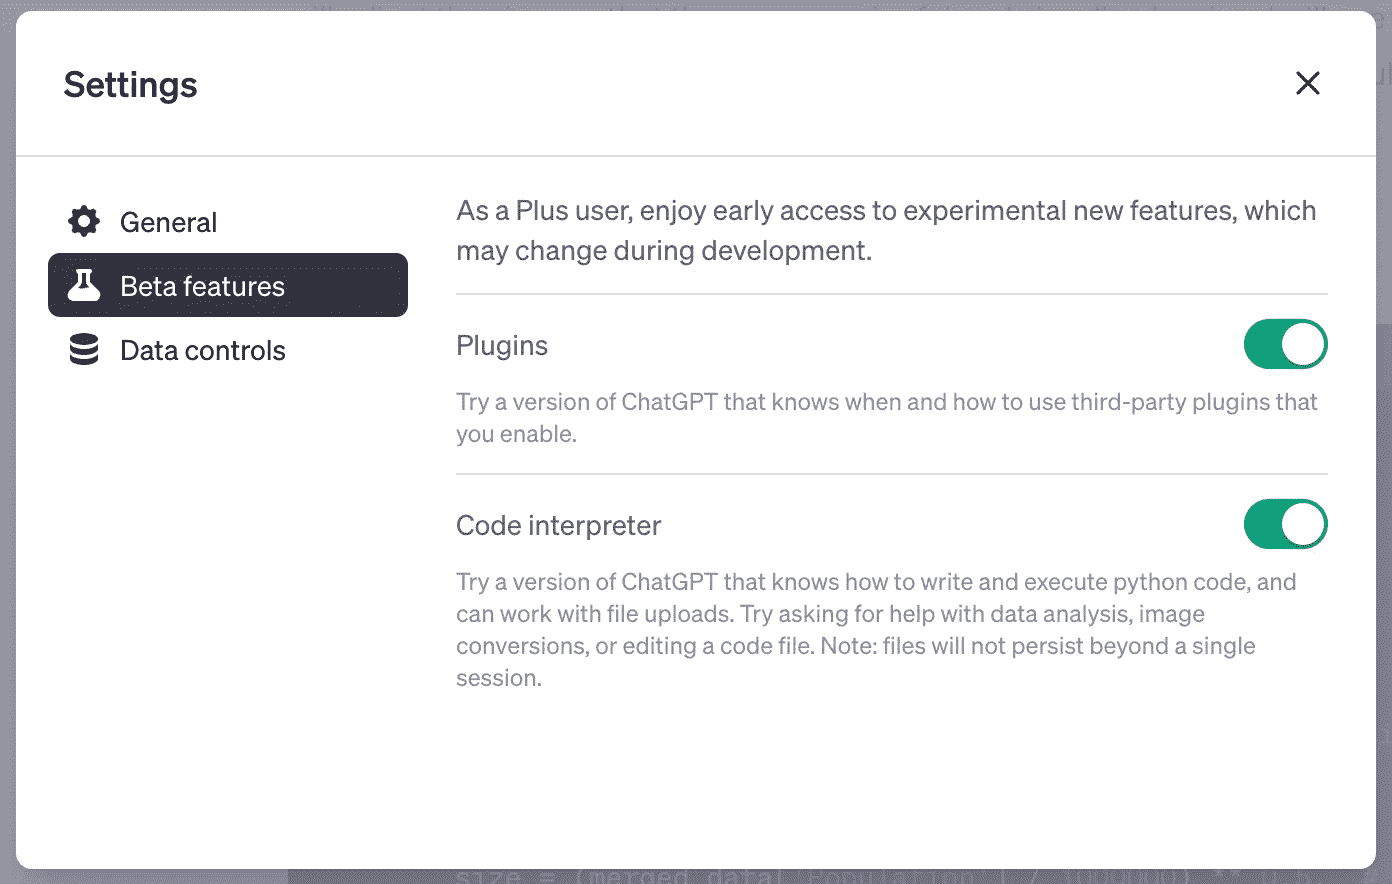 Settings
General
Beta features
Data controls
As a Plus user, enjoy early access to experimental new features, which
may change during development.
Plugins
Try a version of ChatGPT that knows when and how to use third-party plugins that
you enable.
Code interpreter
Try a version of ChatGPT that knows how to write and execute python code, and
can work with file uploads. Try asking for help with data analysis, image
conversions, or editing a code file. Note: files will not persist beyond a single
session.
size = (merged_data[